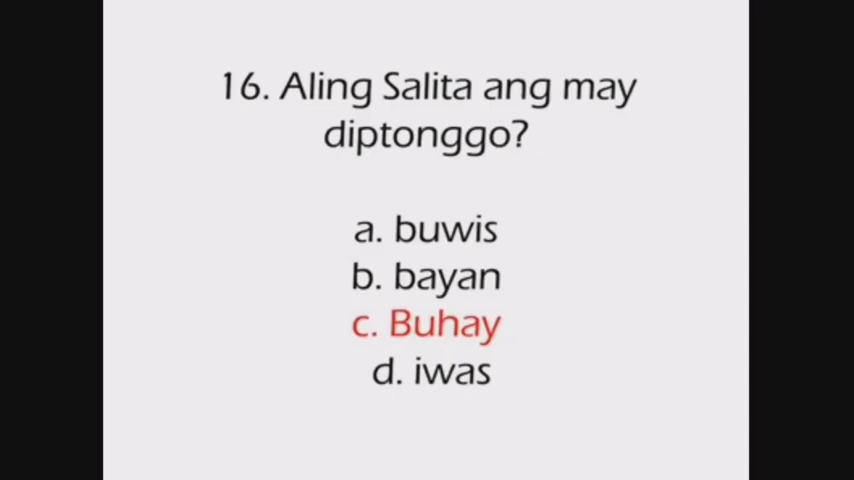 16. Aling Salita ang may
diptonggo?
a. buwis
b. bayan
c. Buhay
d. iwas